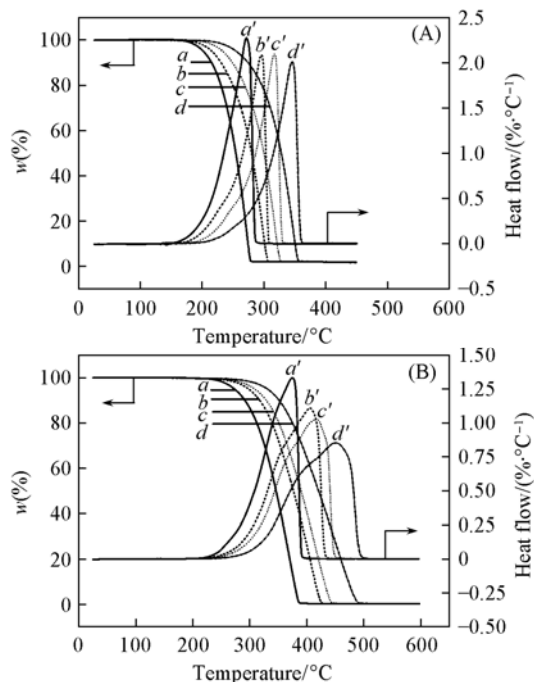 (A)
100
80
60
40
20
0
w(%)
a
b
c
d
a′
b′
c′
d′
2.5
2.0
1.5
1.0
0.5
0.0
−0.5
Heat flow/(%·°C⁻¹)
0 100 200 300 400 500 600
Temperature/°C
(B)
100
80
60
40
20
0
w(%)
a
b
c
d
a′
b′
c′
d′
1.50
1.25
1.00
0.75
0.50
0.25
0
−0.25
−0.50
Heat flow/(%·°C⁻¹)
0 100 200 300 400 500 600
Temperature/°C